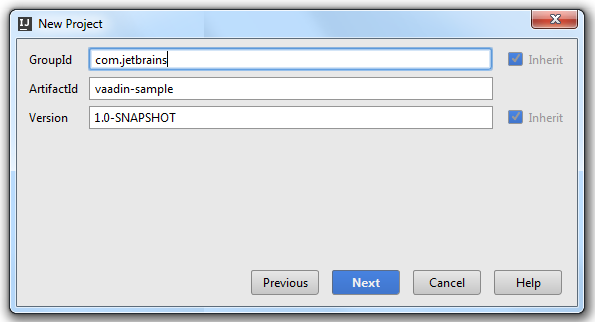 IJ New Project
GroupId com.jetbrains Inherit
ArtifactId vaadin-sample
Version 1.0-SNAPSHOT Inherit
Previous Next Cancel Help